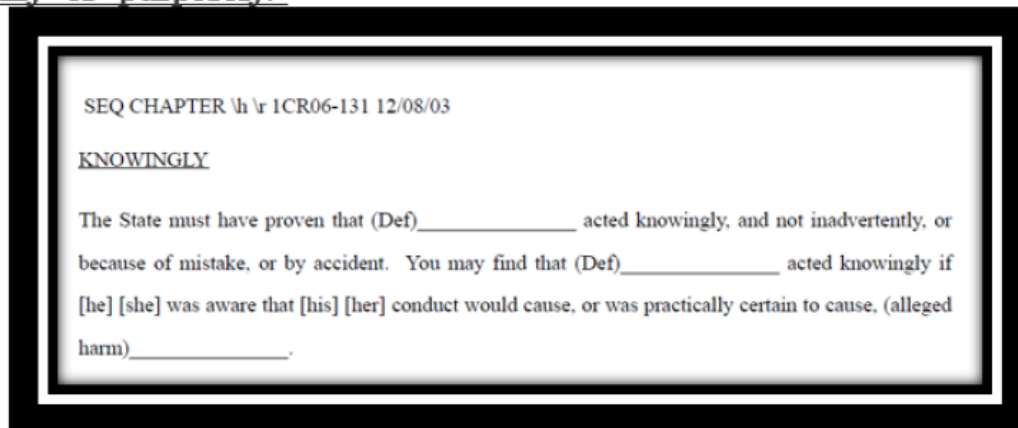 SEQ CHAPTER \h \r 1CR06-131 12/08/03
KNOWINGLY
The State must have proven that (Def)_______________ acted knowingly, and not inadvertently, or
because of mistake, or by accident. You may find that (Def)_______________ acted knowingly if
[he] [she] was aware that [his] [her] conduct would cause, or was practically certain to cause, (alleged
harm)_______________.